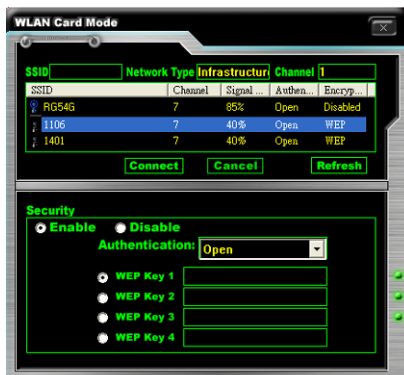 WLAN Card Mode
SSID Network Type Infrastructure Channel 1
SSID Channel Signal ... Authen... Encryp...
RG54G 7 85% Open Disabled
1106 7 40% Open WEP
1401 7 40% Open WEP
Connect Cancel Refresh
Security
Enable Disable
Authentication: Open
WEP Key 1
WEP Key 2
WEP Key 3
WEP Key 4